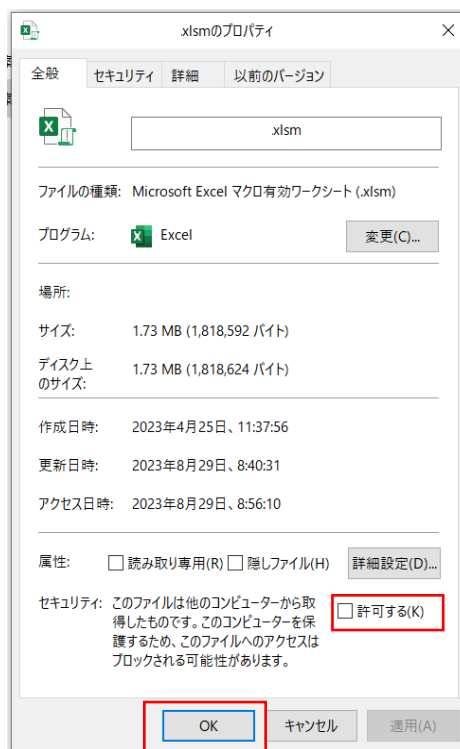 .xlsmのプロパティ
全般 セキュリティ 詳細 以前のバージョン
.xlsm
ファイルの種類: Microsoft Excel マクロ有効ワークシート (.xlsm)
プログラム: Excel 変更(C)...
場所:
サイズ: 1.73 MB (1,818,592 バイト)
ディスク上
のサイズ: 1.73 MB (1,818,624 バイト)
作成日時: 2023年4月25日、11:37:56
更新日時: 2023年8月29日、8:40:31
アクセス日時: 2023年8月29日、8:56:10
属性: 読み取り専用(R) 隠しファイル(H) 詳細設定(D)...
セキュリティ: このファイルは他のコンピューターから取 許可する(K)
得したものです。このコンピューターを保
護するため、このファイルへのアクセスは
ブロックされる可能性があります。
OK キャンセル 適用(A)